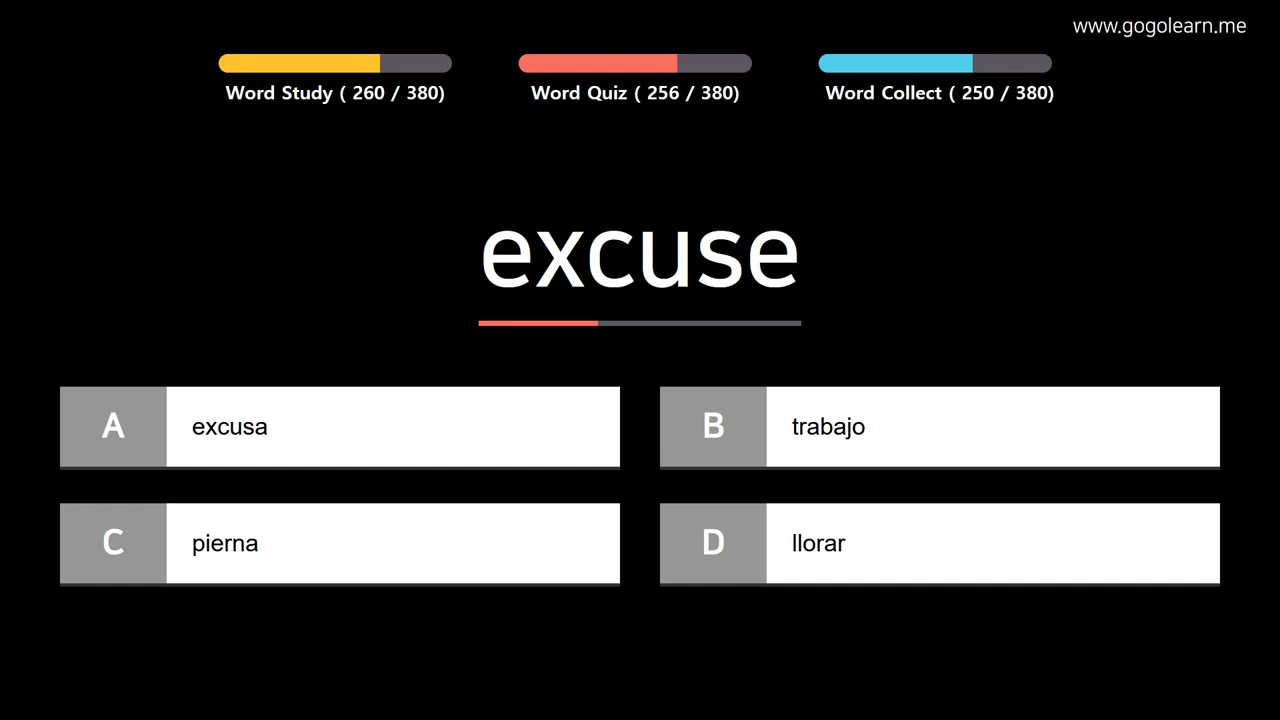 www.gogolearn.me
Word Study ( 260 / 380)
Word Quiz ( 256 / 380)
Word Collect ( 250 / 380)
excuse
A
excusa
B
trabajo
C
pierna
D
llorar